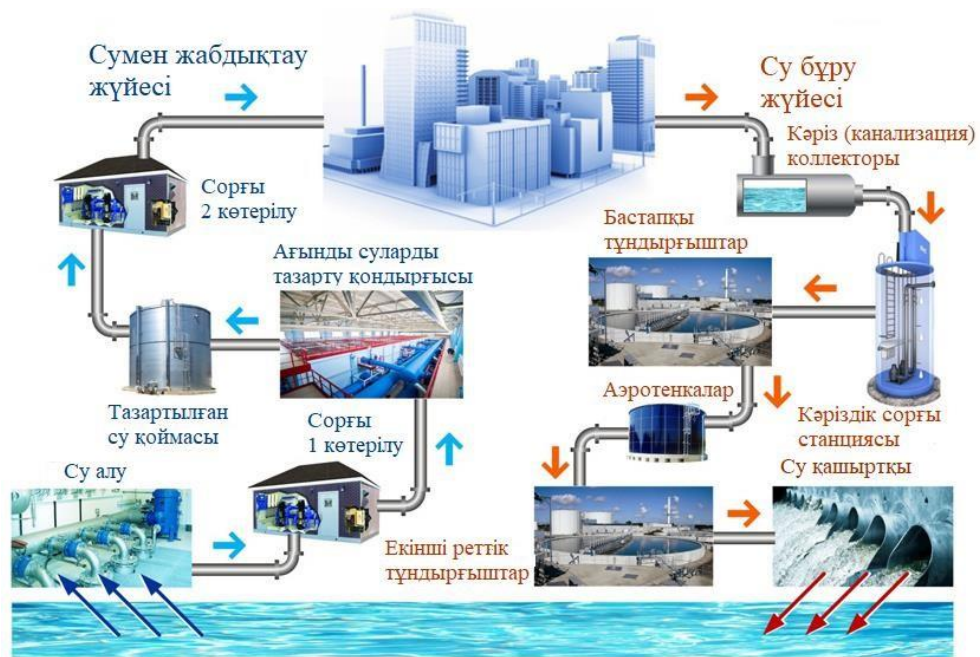 Сумен жабдықтау
жүйесі
Су бұру
жүйесі
Кәріз (канализация)
коллекторы
Сорғы
2 көтерілу
Бастапқы
тұндырғыштар
Ағынды суларды
тазарту қондырғысы
Аэротенкалар
Тазартылған
су қоймасы
Сорғы
1 көтерілу
Кәріздік сорғы
станциясы
Су алу
Су қашыртқы
Екінші реттік
тұндырғыштар